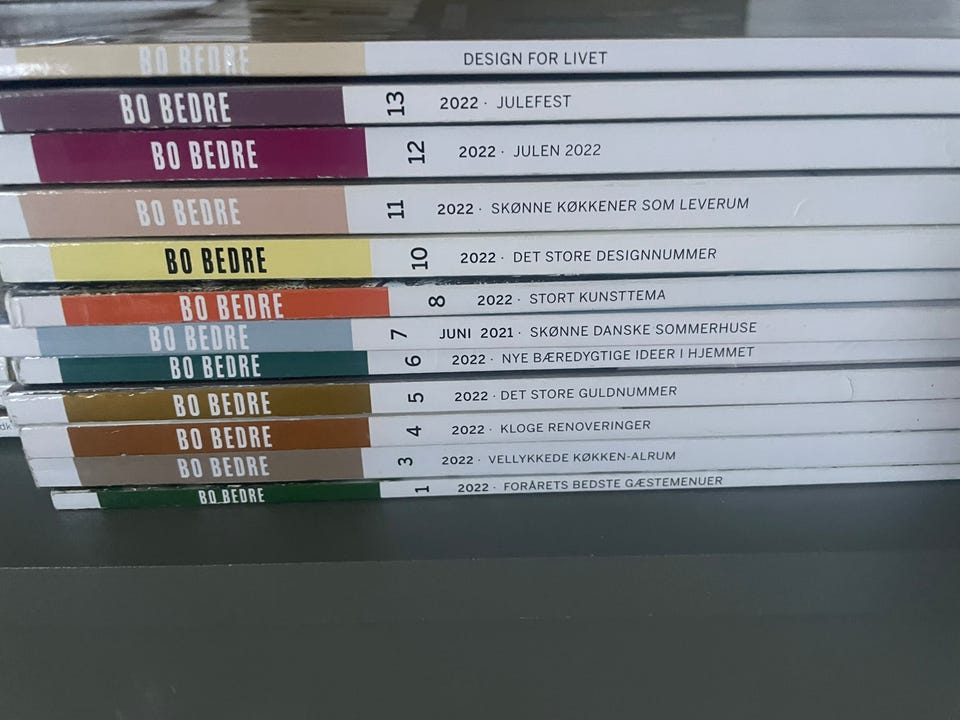 BO BEDRE DESIGN FOR LIVET
BO BEDRE 13 2022 · JULEFEST
BO BEDRE 12 2022 · JULEN 2022
BO BEDRE 11 2022 · SKØNNE KØKKENER SOM LEVERUM
BO BEDRE 10 2022 · DET STORE DESIGNNUMMER
BO BEDRE 8 2022 · STORT KUNSTTEMA
BO BEDRE 7 JUNI 2021 · SKØNNE DANSKE SOMMERHUSE
BO BEDRE 6 2022 · NYE BÆREDYGTIGE IDEER I HJEMMET
BO BEDRE 5 2022 · DET STORE GULDNUMMER
BO BEDRE 4 2022 · KLOGE RENOVERINGER
BO BEDRE 3 2022 · VELLYKKEDE KØKKEN-ALRUM
BO BEDRE 1 2022 · FORÅRETS BEDSTE GÆSTEMENUER
dk